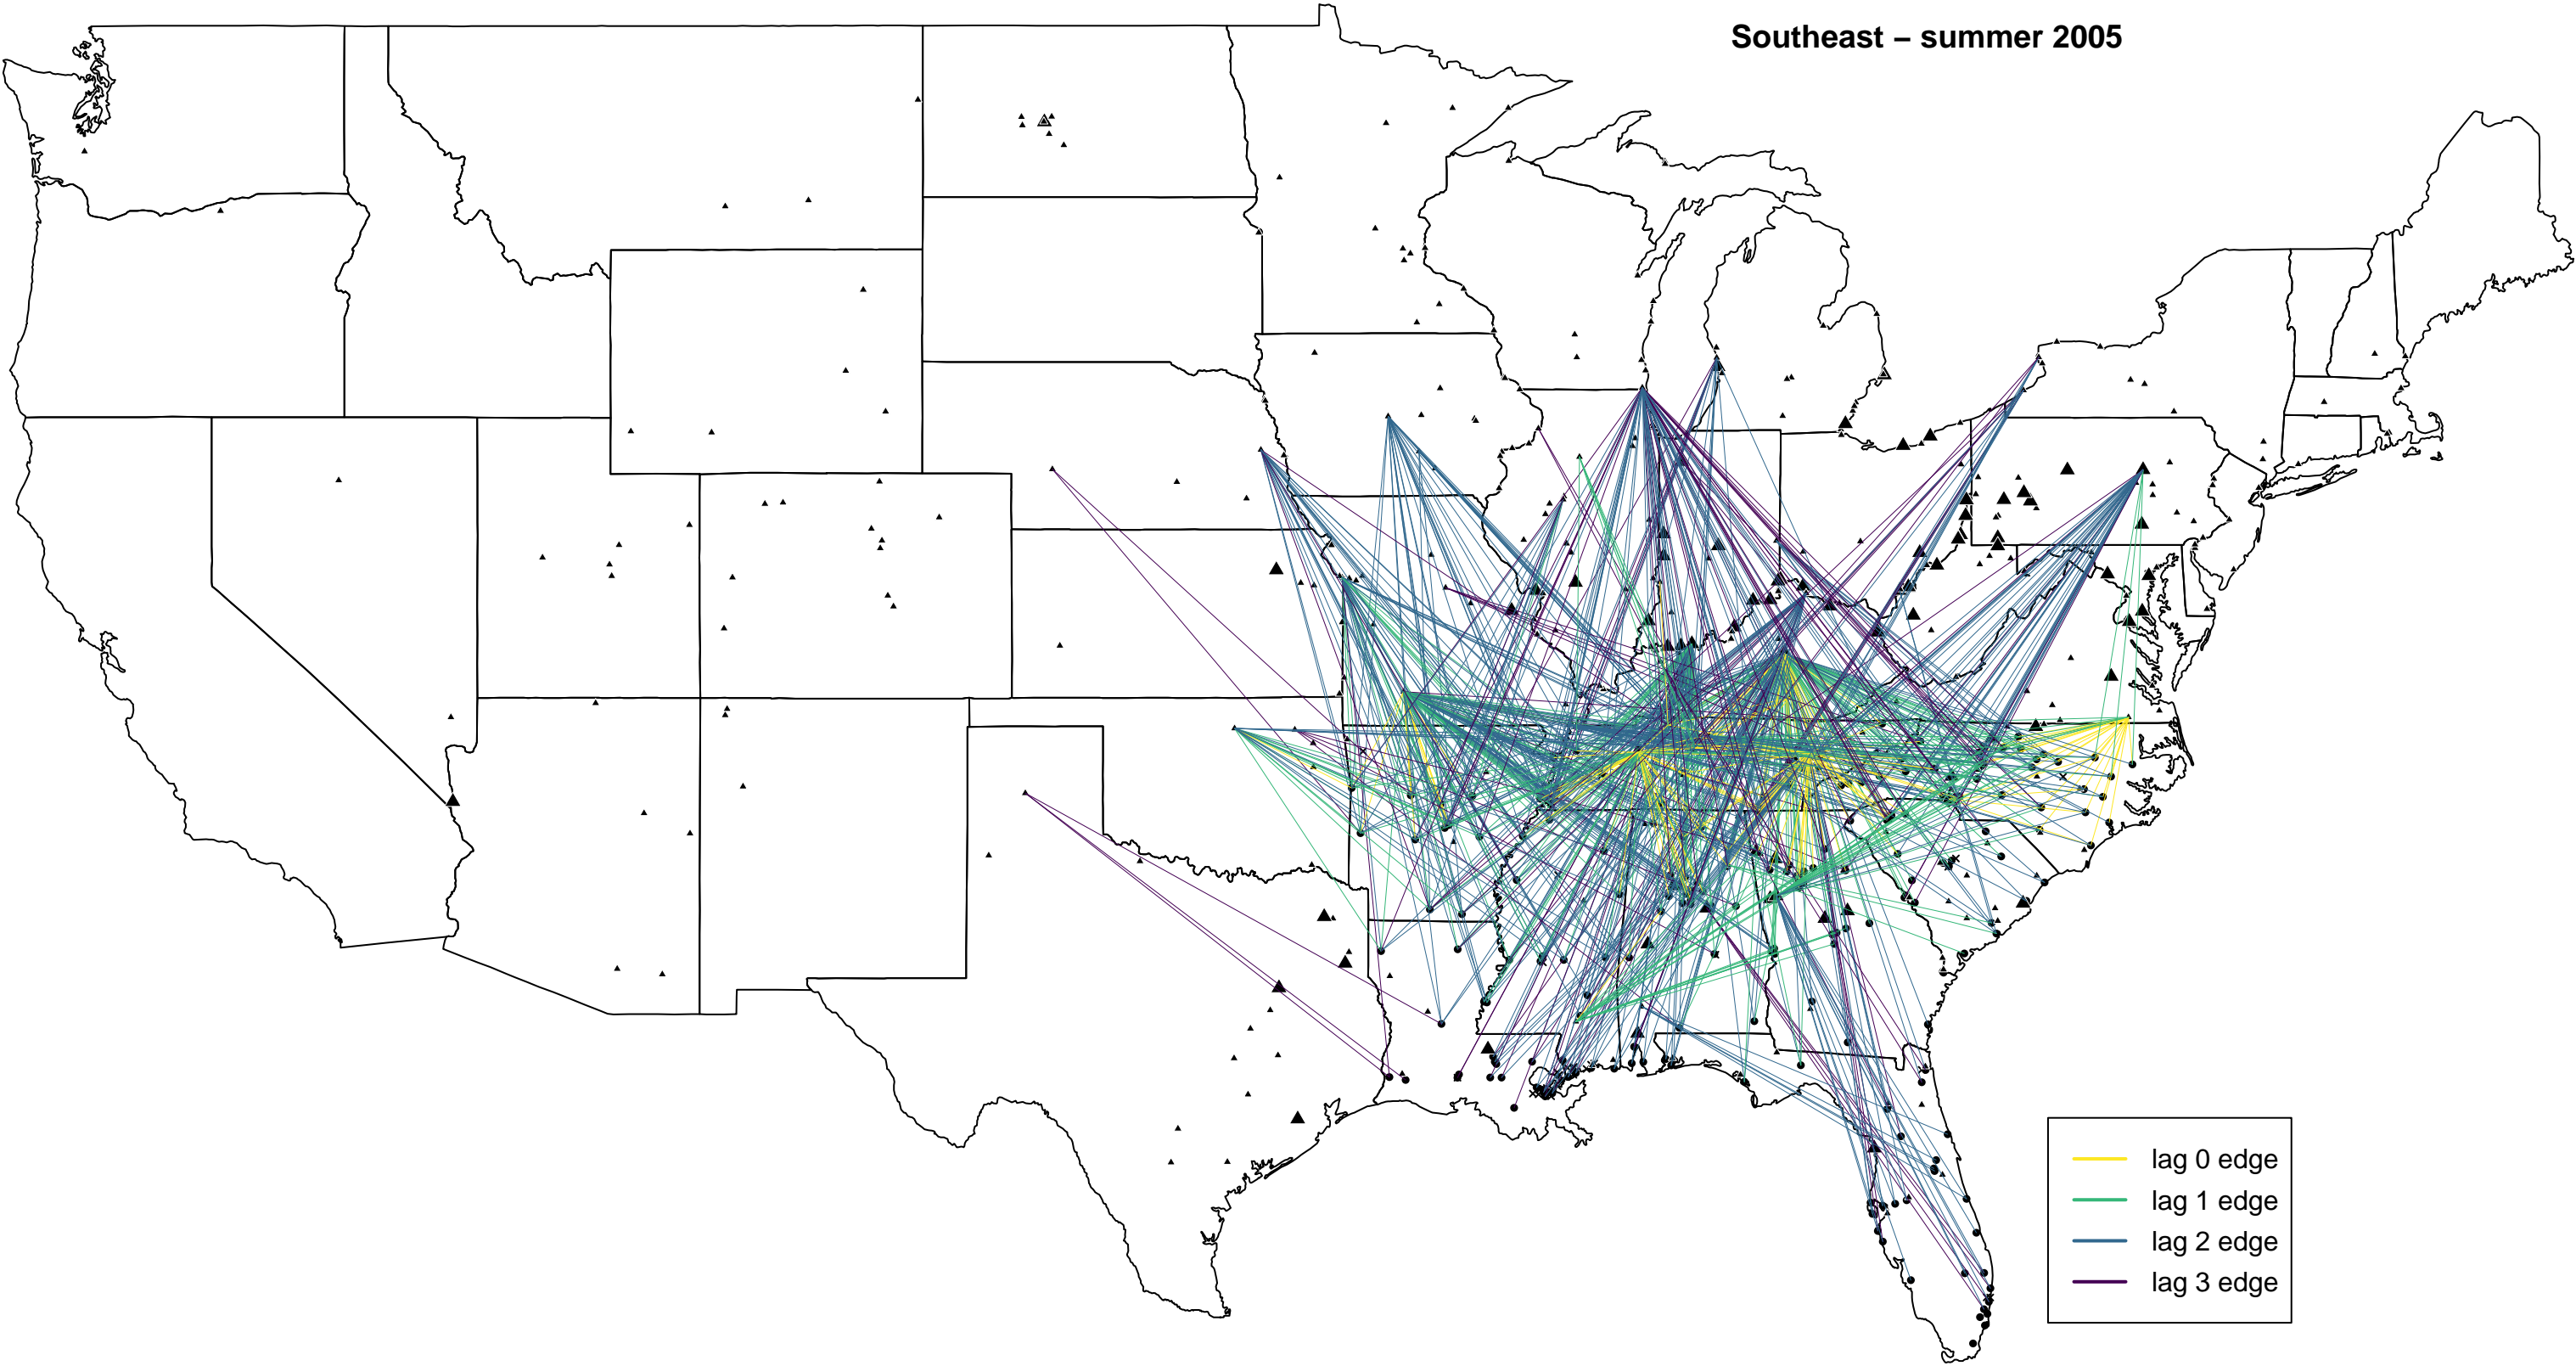 Southeast – summer 2005
lag 0 edge
lag 1 edge
lag 2 edge
lag 3 edge